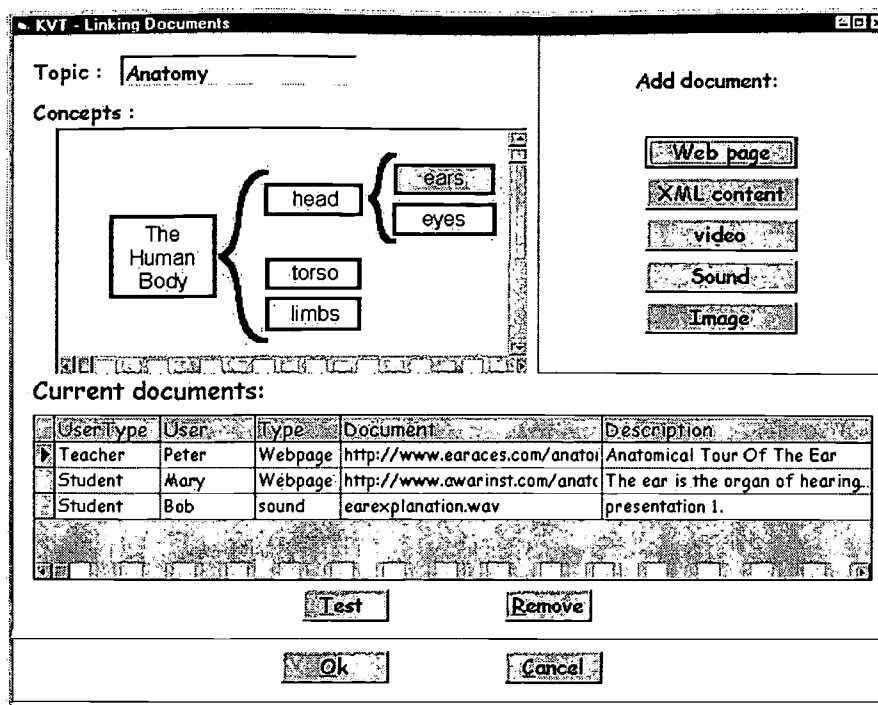 KVT - Linking Documents
Topic : Anatomy
Concepts :
The
Human
Body
head
torso
limbs
ears
eyes
Add document:
Web page
XML content
video
Sound
Image
Current documents:
UserType User Type Document Description
Teacher Peter Webpage http://www.earaces.com/anatoi Anatomical Tour Of The Ear
Student Mary Webpage http://www.awarinst.com/anatc The ear is the organ of hearing...
Student Bob sound earexplanation.wav presentation 1.
Test Remove
Ok Cancel